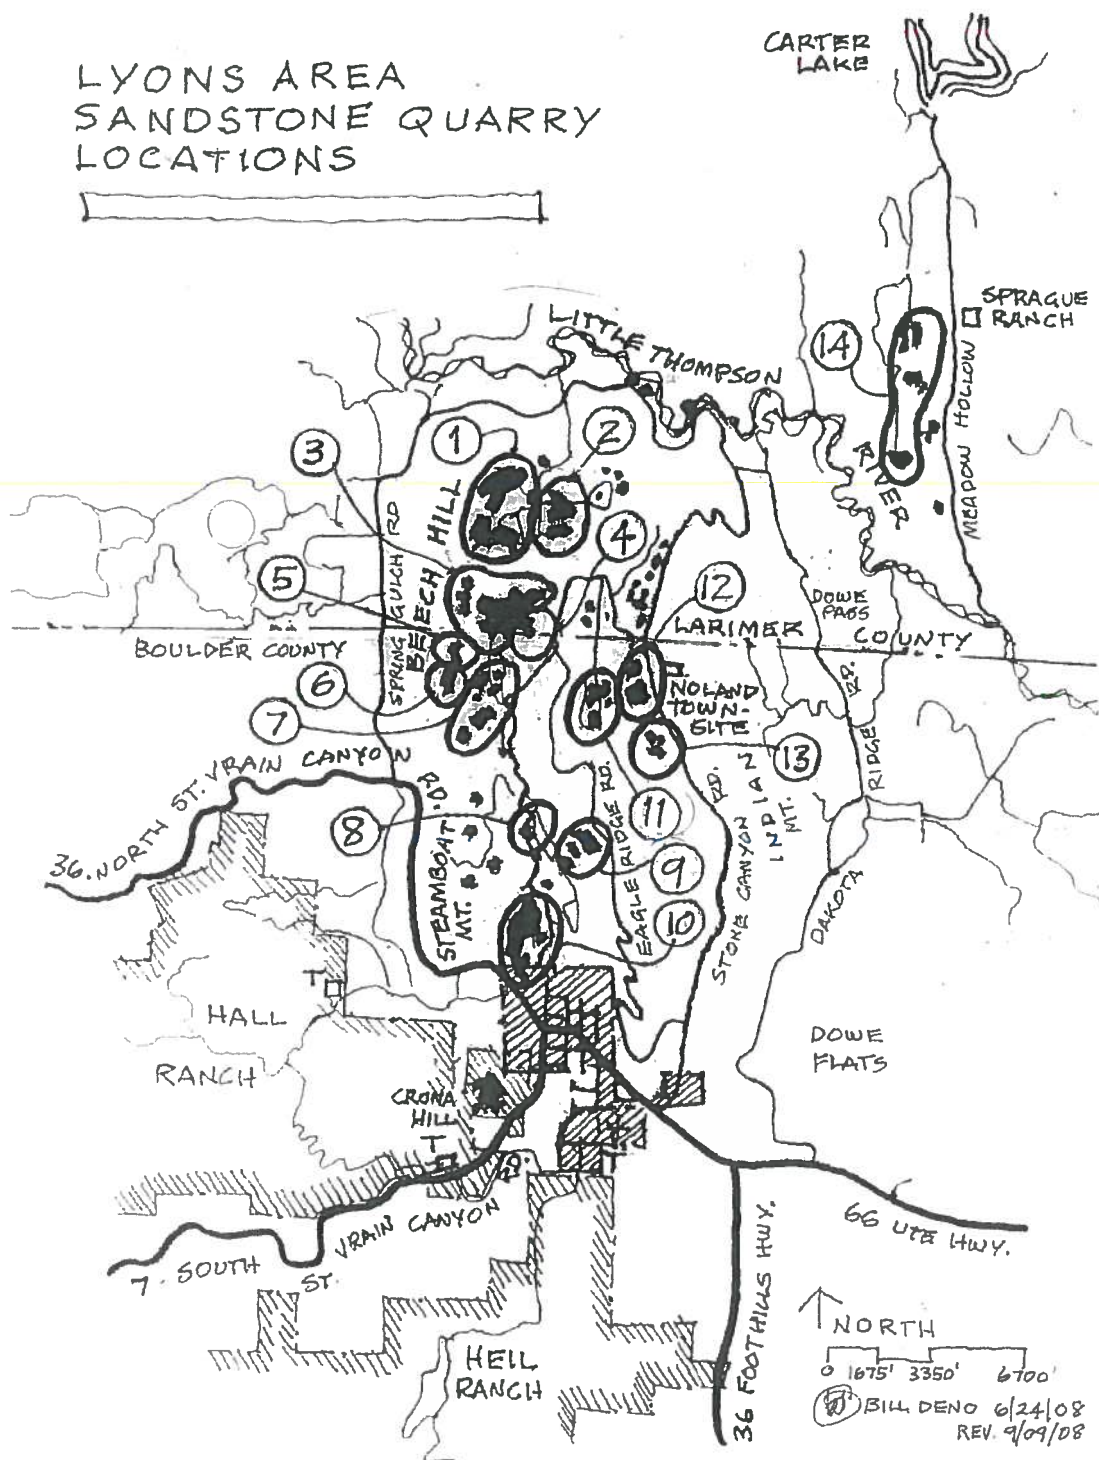 LYONS AREA
SANDSTONE QUARRY
LOCATIONS
CARTER
LAKE
SPRAGUE
RANCH
LITTLE THOMPSON
RIVER
MEADOW HOLLOW
14
1
2
3
4
5
6
7
12
BEECH HILL
SPRING GULCH RD
BOULDER COUNTY
LARIMER COUNTY
DOWE
PASS
RD.
NOLAND
TOWN-
SITE
13
11
8
9
10
36. NORTH ST. VRAIN CANYON
RD.
STEAMBOAT
MT.
EAGLE RIDGE RD.
STONE CANYON RD.
INDIAN
MT.
DAKOTA RIDGE
T
HALL
RANCH
DOWE
FLATS
CRONA
HILL
T
7. SOUTH ST. VRAIN CANYON
66 UTE HWY.
36 FOOTHILLS HWY.
HEIL
RANCH
NORTH
0 1675' 3350' 6700'
BILL DENO 6/24/08
REV. 9/09/08